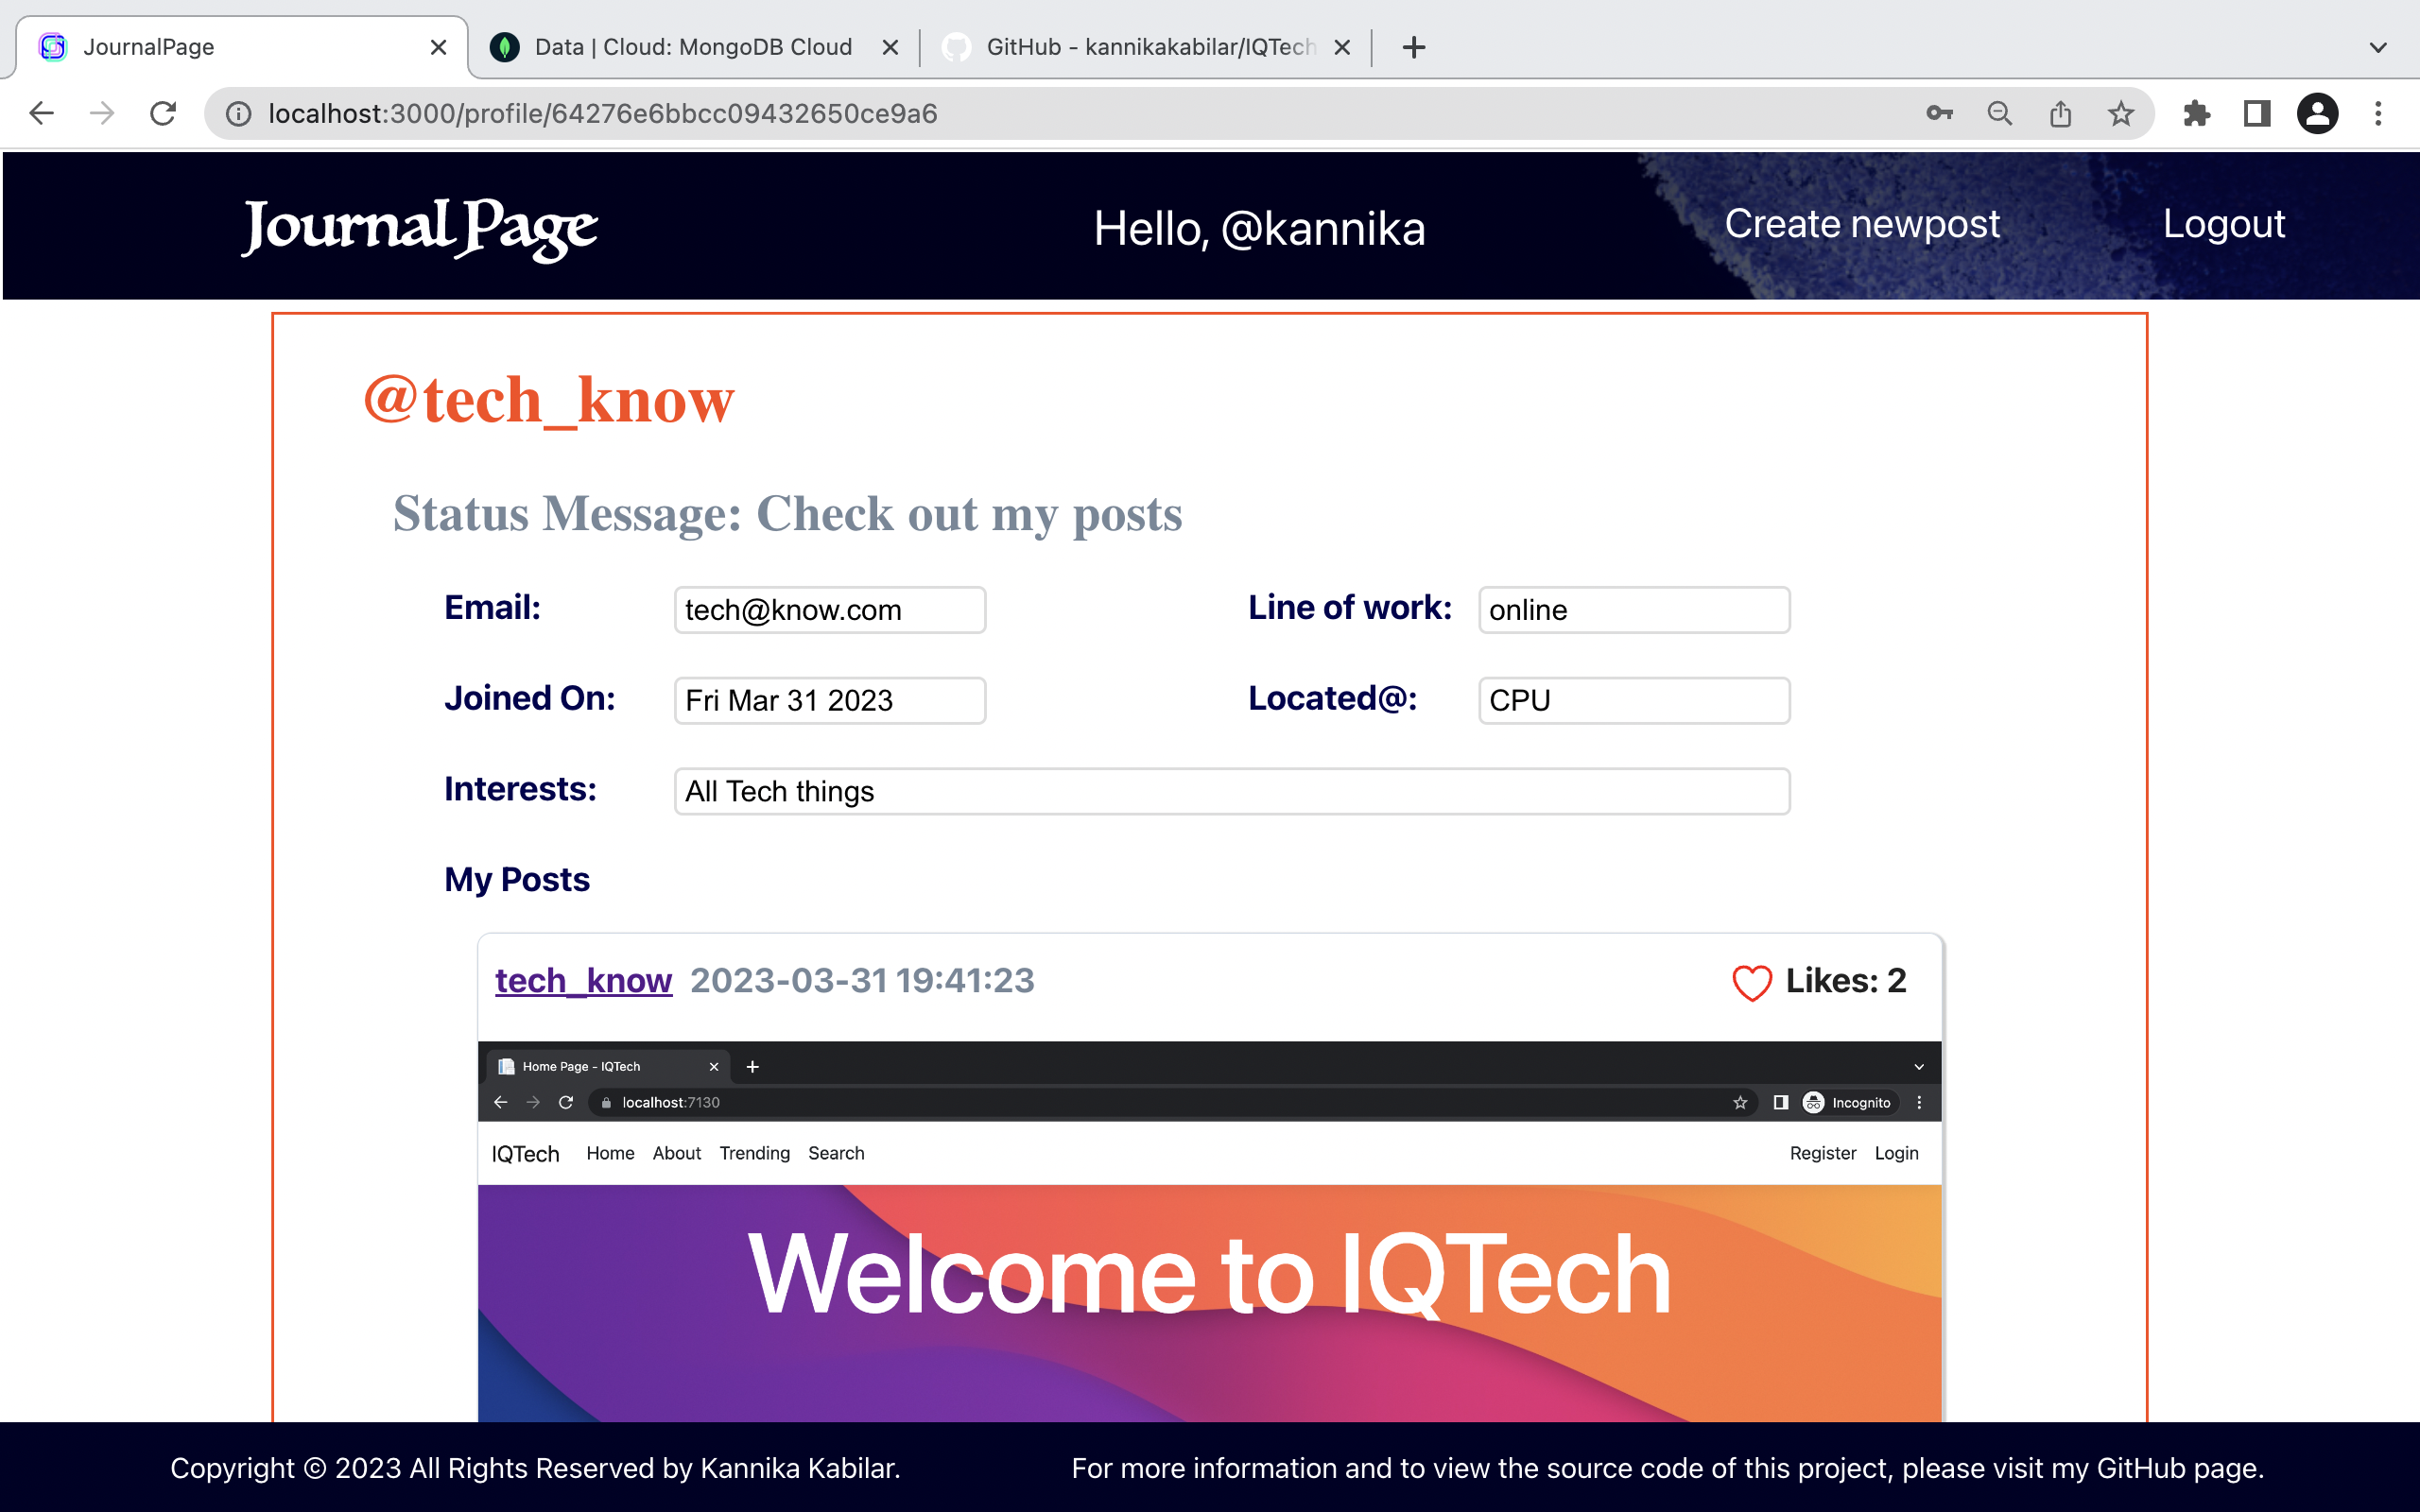 JournalPage
Data | Cloud: MongoDB Cloud
GitHub - kannikakabilar/IQTech
localhost:3000/profile/64276e6bbcc09432650ce9a6
Journal Page
Hello, @kannika
Create newpost
Logout
@tech_know
Status Message: Check out my posts
Email: tech@know.com
Line of work: online
Joined On: Fri Mar 31 2023
Located@: CPU
Interests: All Tech things
My Posts
tech_know 2023-03-31 19:41:23
Likes: 2
Home Page - IQTech
localhost:7130
Incognito
IQTech Home About Trending Search
Register Login
Welcome to IQTech
Copyright © 2023 All Rights Reserved by Kannika Kabilar.
For more information and to view the source code of this project, please visit my GitHub page.